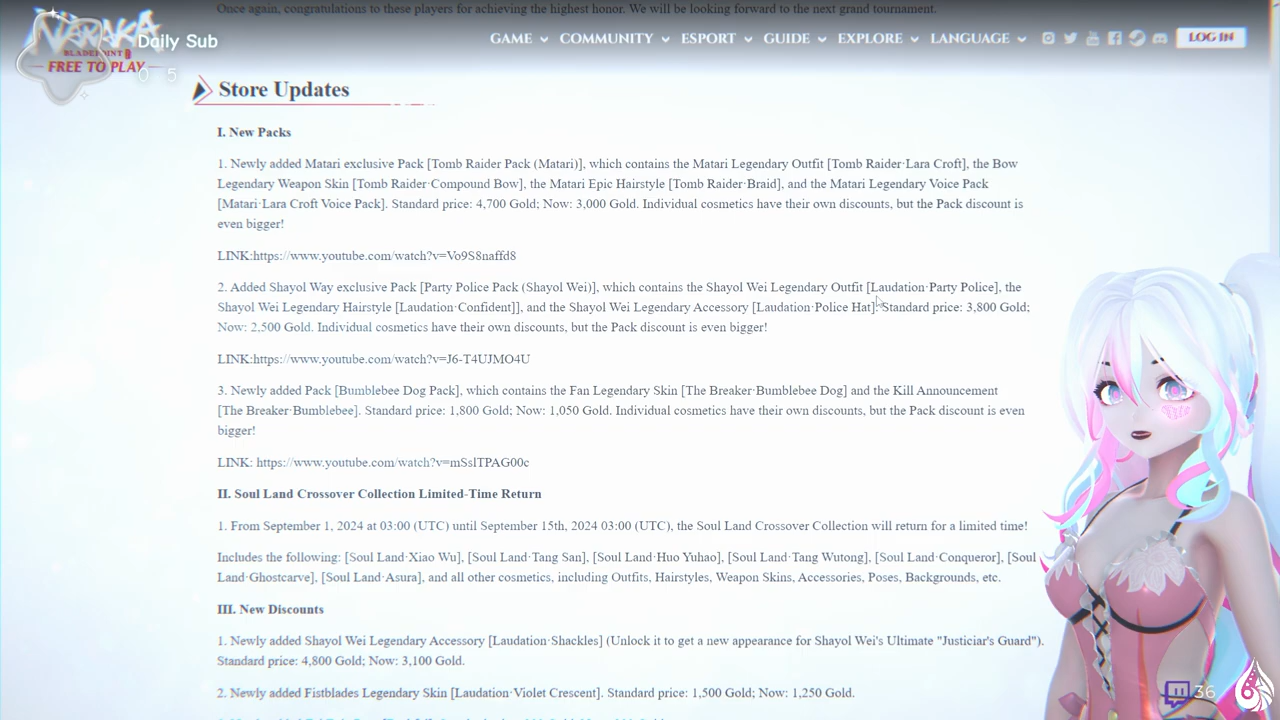 Once again, congratulations to these players for achieving the highest honor. We will be looking forward to the next grand tournament.
NARAKA
BLADEPOINT
FREE TO PLAY
Daily Sub
0 5
GAME COMMUNITY ESPORT GUIDE EXPLORE LANGUAGE LOG IN
Store Updates
I. New Packs
1. Newly added Matari exclusive Pack [Tomb Raider Pack (Matari)], which contains the Matari Legendary Outfit [Tomb Raider·Lara Croft], the Bow
Legendary Weapon Skin [Tomb Raider·Compound Bow], the Matari Epic Hairstyle [Tomb Raider·Braid], and the Matari Legendary Voice Pack
[Matari·Lara Croft Voice Pack]. Standard price: 4,700 Gold; Now: 3,000 Gold. Individual cosmetics have their own discounts, but the Pack discount is
even bigger!
LINK:https://www.youtube.com/watch?v=Vo9S8naffd8
2. Added Shayol Way exclusive Pack [Party Police Pack (Shayol Wei)], which contains the Shayol Wei Legendary Outfit [Laudation·Party Police], the
Shayol Wei Legendary Hairstyle [Laudation·Confident]], and the Shayol Wei Legendary Accessory [Laudation·Police Hat]. Standard price: 3,800 Gold;
Now: 2,500 Gold. Individual cosmetics have their own discounts, but the Pack discount is even bigger!
LINK:https://www.youtube.com/watch?v=J6-T4UJMO4U
3. Newly added Pack [Bumblebee Dog Pack], which contains the Fan Legendary Skin [The Breaker·Bumblebee Dog] and the Kill Announcement
[The Breaker·Bumblebee]. Standard price: 1,800 Gold; Now: 1,050 Gold. Individual cosmetics have their own discounts, but the Pack discount is even
bigger!
LINK: https://www.youtube.com/watch?v=mSslTPAG00c
II. Soul Land Crossover Collection Limited-Time Return
1. From September 1, 2024 at 03:00 (UTC) until September 15th, 2024 03:00 (UTC), the Soul Land Crossover Collection will return for a limited time!
Includes the following: [Soul Land·Xiao Wu], [Soul Land·Tang San], [Soul Land·Huo Yuhao], [Soul Land·Tang Wutong], [Soul Land·Conqueror], [Soul
Land·Ghostcarve], [Soul Land·Asura], and all other cosmetics, including Outfits, Hairstyles, Weapon Skins, Accessories, Poses, Backgrounds, etc.
III. New Discounts
1. Newly added Shayol Wei Legendary Accessory [Laudation·Shackles] (Unlock it to get a new appearance for Shayol Wei's Ultimate "Justiciar's Guard").
Standard price: 4,800 Gold; Now: 3,100 Gold.
2. Newly added Fistblades Legendary Skin [Laudation·Violet Crescent]. Standard price: 1,500 Gold; Now: 1,250 Gold.
36
6